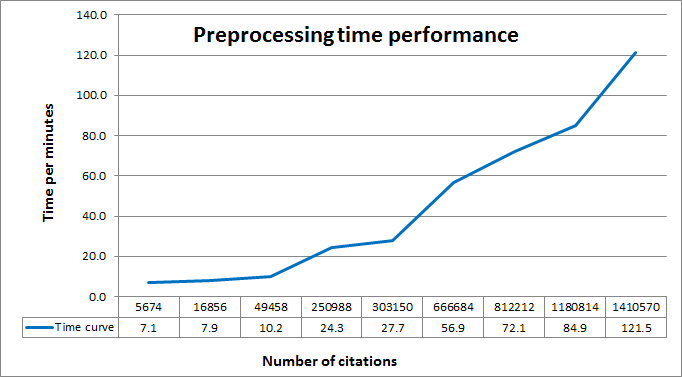 Preprocessing time performance
140.0
120.0
100.0
80.0
60.0
40.0
20.0
0.0
Time per minutes
5674 16856 49458 250988 303150 666684 812212 1180814 1410570
Time curve 7.1 7.9 10.2 24.3 27.7 56.9 72.1 84.9 121.5
Number of citations